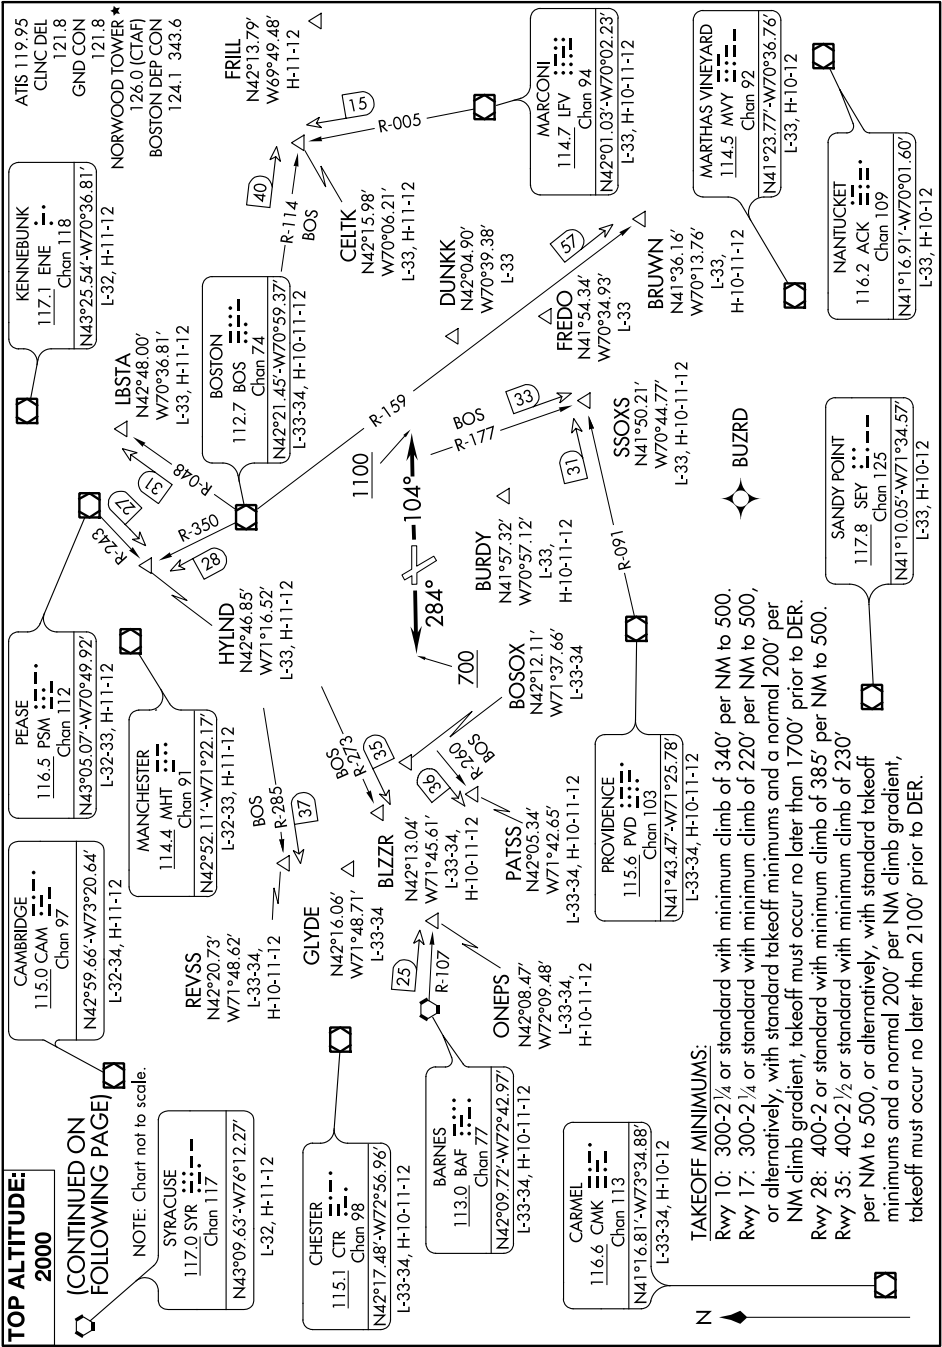 TOP ALTITUDE:
2000
(CONTINUED ON
FOLLOWING PAGE)
NOTE: Chart not to scale.
SYRACUSE
117.0 SYR
Chan 117
N43°09.63'-W76°12.27'
L-32, H-11-12
CAMBRIDGE
115.0 CAM
Chan 97
N42°59.66'-W73°20.64'
L-32-34, H-11-12
PEASE
116.5 PSM
Chan 112
N43°05.07'-W70°49.92'
L-32-33, H-11-12
KENNEBUNK
117.1 ENE
Chan 118
N43°25.54'-W70°36.81'
L-32, H-11-12
ATIS 119.95
CLNC DEL
121.8
GND CON
121.8
NORWOOD TOWER★
126.0 (CTAF)
BOSTON DEP CON
124.1 343.6
MANCHESTER
114.4 MHT
Chan 91
N42°52.11'-W71°22.17'
L-32-33, H-11-12
R-243
27
LBSTA
N42°48.00'
W70°36.81'
L-33, H-11-12
31
R-048
R-350
28
HYLND
N42°46.85'
W71°16.52'
L-33, H-11-12
BOSTON
112.7 BOS
Chan 74
N42°21.45'-W70°59.37'
L-33-34, H-10-11-12
FRILL
N42°13.79'
W69°49.48'
H-11-12
40
R-114
BOS
15
R-005
CELTK
N42°15.98'
W70°06.21'
L-33, H-11-12
REVSS
N42°20.73'
W71°48.62'
L-33-34,
H-10-11-12
BOS
R-285
37
GLYDE
N42°16.06'
W71°48.71'
L-33-34
BOS
R-273
35
BLZZR
N42°13.04'
W71°45.61'
L-33-34,
H-10-11-12
CHESTER
115.1 CTR
Chan 98
N42°17.48'-W72°56.96'
L-33-34, H-10-11-12
25
R-107
BARNES
113.0 BAF
Chan 77
N42°09.72'-W72°42.97'
L-33-34, H-10-11-12
ONEPS
N42°08.47'
W72°09.48'
L-33-34,
H-10-11-12
36
R-260
BOS
BOSOX
N42°12.11'
W71°37.66'
L-33-34
PATSS
N42°05.34'
W71°42.65'
L-33-34, H-10-11-12
700
284°
104°
1100
R-159
57
BOS
R-177
33
DUNKK
N42°04.90'
W70°39.38'
L-33
MARCONI
114.7 LFV
Chan 94
N42°01.03'-W70°02.23'
L-33, H-10-11-12
BURDY
N41°57.32'
W70°57.12'
L-33,
H-10-11-12
FREDO
N41°54.34'
W70°34.93'
L-33
31
R-091
SSOXS
N41°50.21'
W70°44.77'
L-33, H-10-11-12
BRUWN
N41°36.16'
W70°13.76'
L-33,
H-10-11-12
PROVIDENCE
115.6 PVD
Chan 103
N41°43.47'-W71°25.78'
L-33-34, H-10-11-12
MARTHAS VINEYARD
114.5 MVY
Chan 92
N41°23.77'-W70°36.76'
L-33, H-10-12
BUZRD
CARMEL
116.6 CMK
Chan 113
N41°16.81'-W73°34.88'
L-33-34, H-10-12
SANDY POINT
117.8 SEY
Chan 125
N41°10.05'-W71°34.57'
L-33, H-10-12
NANTUCKET
116.2 ACK
Chan 109
N41°16.91'-W70°01.60'
L-33, H-10-12
N
TAKEOFF MINIMUMS:
Rwy 10: 300-2¼ or standard with minimum climb of 340' per NM to 500.
Rwy 17: 300-2¼ or standard with minimum climb of 220' per NM to 500,
or alternatively, with standard takeoff minimums and a normal 200' per
NM climb gradient, takeoff must occur no later than 1700' prior to DER.
Rwy 28: 400-2 or standard with minimum climb of 385' per NM to 500.
Rwy 35: 400-2½ or standard with minimum climb of 230'
per NM to 500, or alternatively, with standard takeoff
minimums and a normal 200' per NM climb gradient,
takeoff must occur no later than 2100' prior to DER.